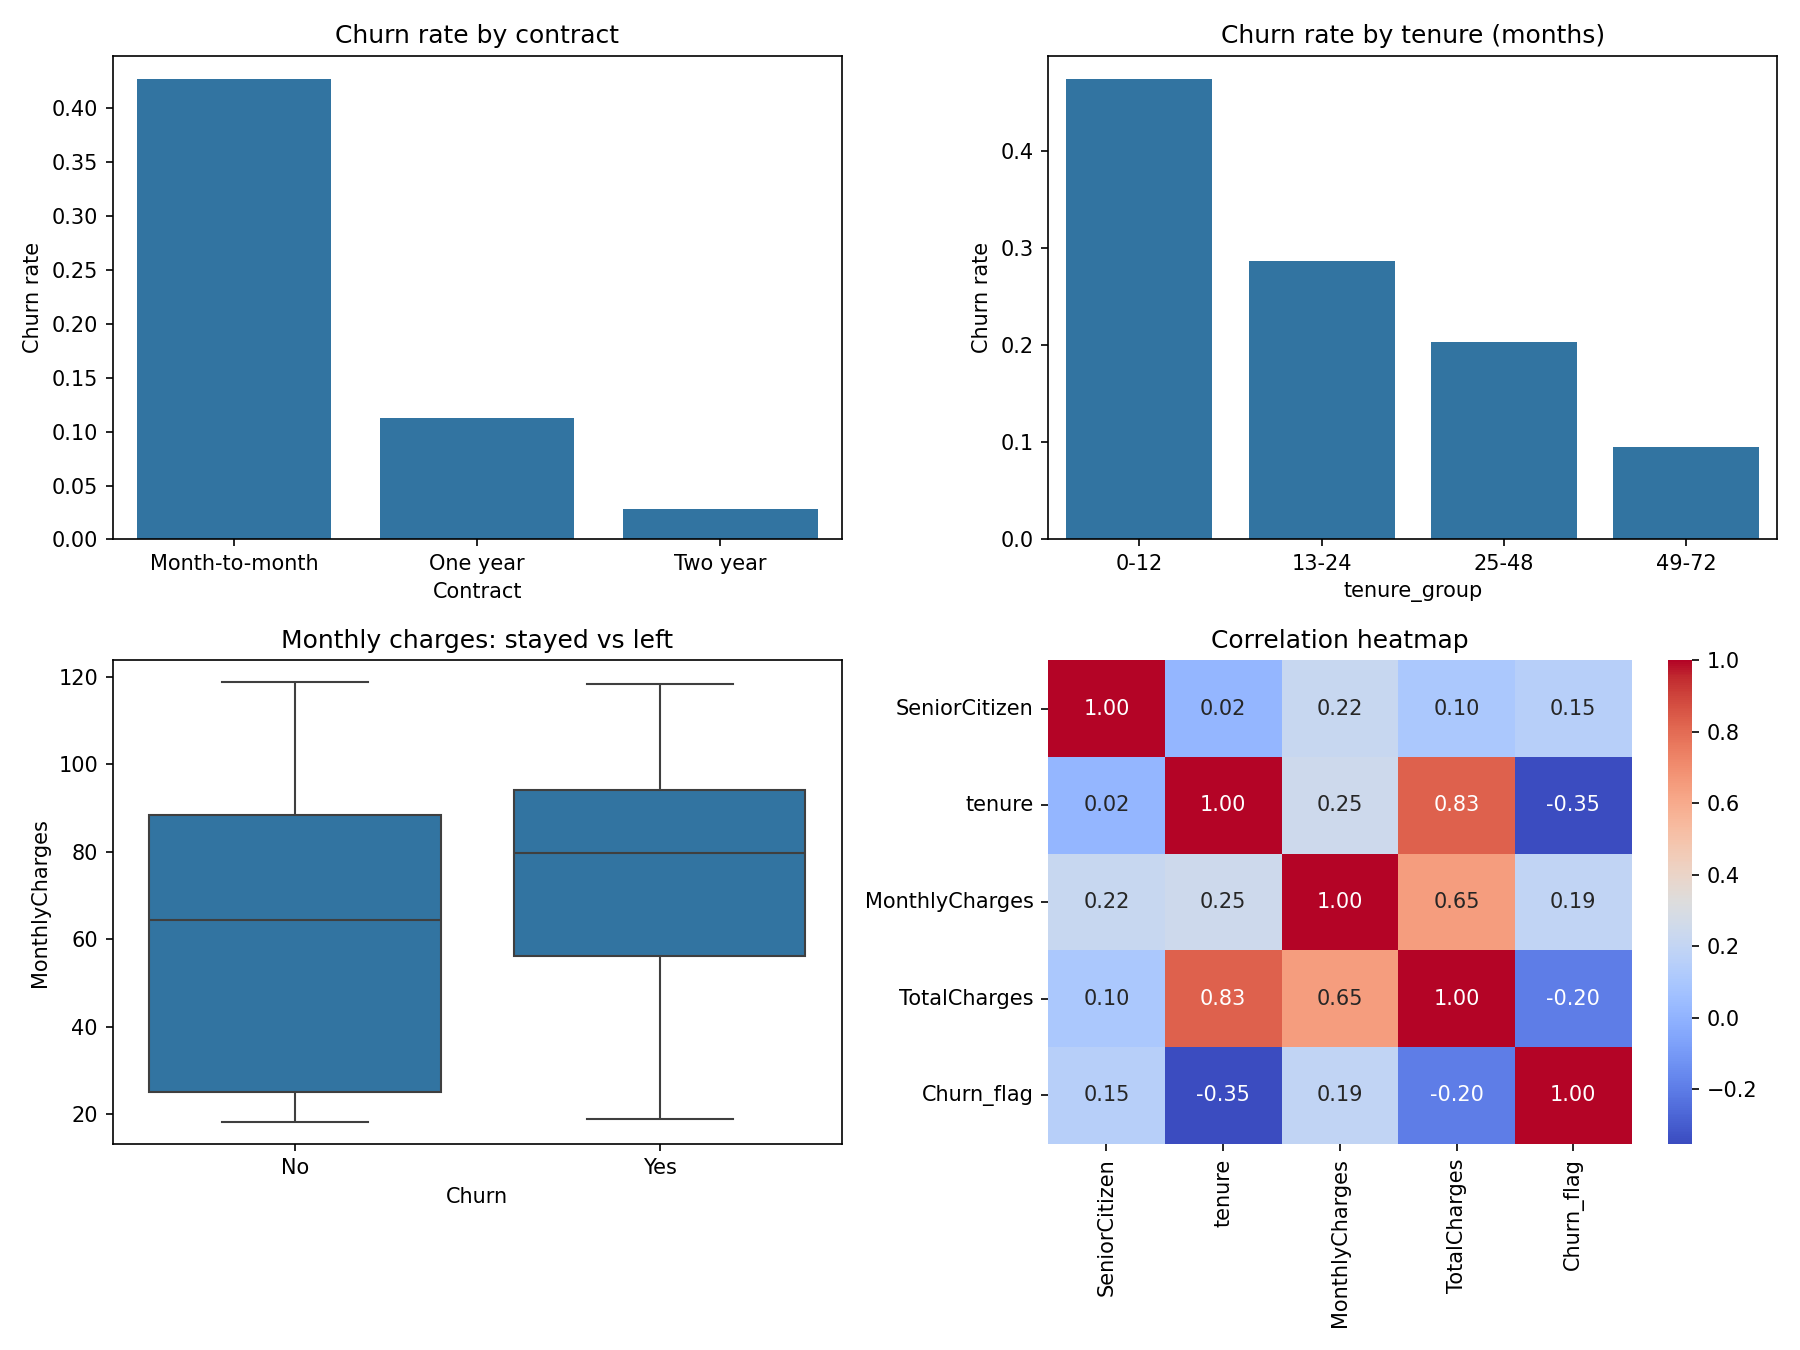 Churn rate by contract
Churn rate
0.40
0.35
0.30
0.25
0.20
0.15
0.10
0.05
0.00
Month-to-month One year Two year
Contract
Churn rate by tenure (months)
Churn rate
0.4
0.3
0.2
0.1
0.0
0-12 13-24 25-48 49-72
tenure_group
Monthly charges: stayed vs left
MonthlyCharges
120
100
80
60
40
20
No Yes
Churn
Correlation heatmap
SeniorCitizen 1.00 0.02 0.22 0.10 0.15
tenure 0.02 1.00 0.25 0.83 -0.35
MonthlyCharges 0.22 0.25 1.00 0.65 0.19
TotalCharges 0.10 0.83 0.65 1.00 -0.20
Churn_flag 0.15 -0.35 0.19 -0.20 1.00
SeniorCitizen
tenure
MonthlyCharges
TotalCharges
Churn_flag
1.0
0.8
0.6
0.4
0.2
0.0
−0.2